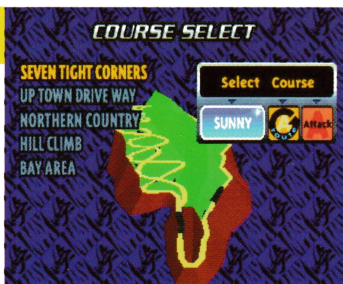 COURSE SELECT
SEVEN TIGHT CORNERS
UP TOWN DRIVE WAY
NORTHERN COUNTRY
HILL CLIMB
BAY AREA
Select Course
SUNNY
Attack